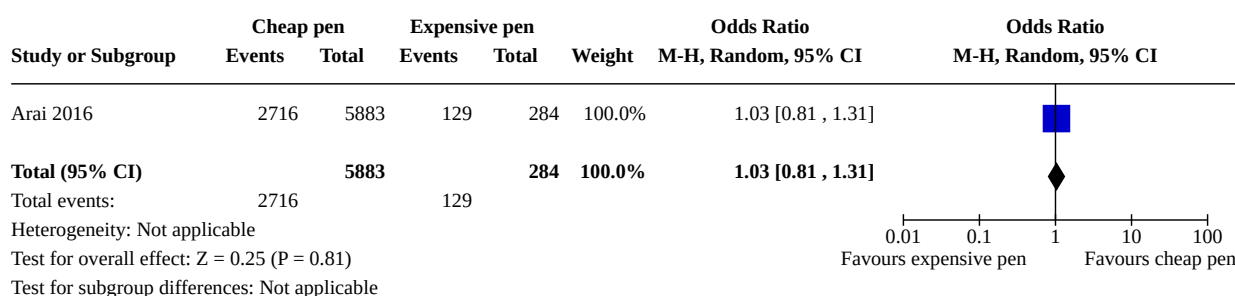 Cheap pen Expensive pen Odds Ratio Odds Ratio
Study or Subgroup Events Total Events Total Weight M-H, Random, 95% CI M-H, Random, 95% CI
Arai 2016 2716 5883 129 284 100.0% 1.03 [0.81 , 1.31]
Total (95% CI) 5883 284 100.0% 1.03 [0.81 , 1.31]
Total events: 2716 129
Heterogeneity: Not applicable
0.01 0.1 1 10 100
Test for overall effect: Z = 0.25 (P = 0.81) Favours expensive pen Favours cheap pen
Test for subgroup differences: Not applicable